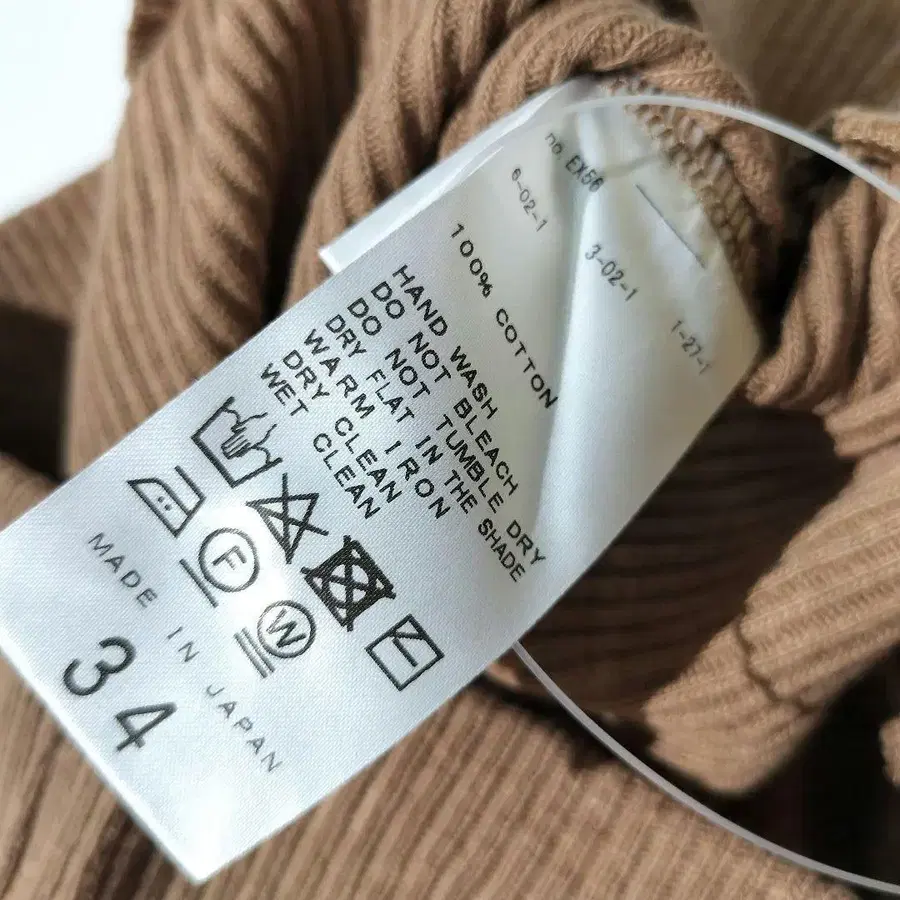 no. EX56
6-02-1
3-02-1
1-27-1
100% COTTON
HAND WASH
DO NOT BLEACH
DO NOT TUMBLE DRY
DRY FLAT IN THE SHADE
WARM IRON
DRY CLEAN
WET CLEAN
F
W
MADE IN JAPAN
34